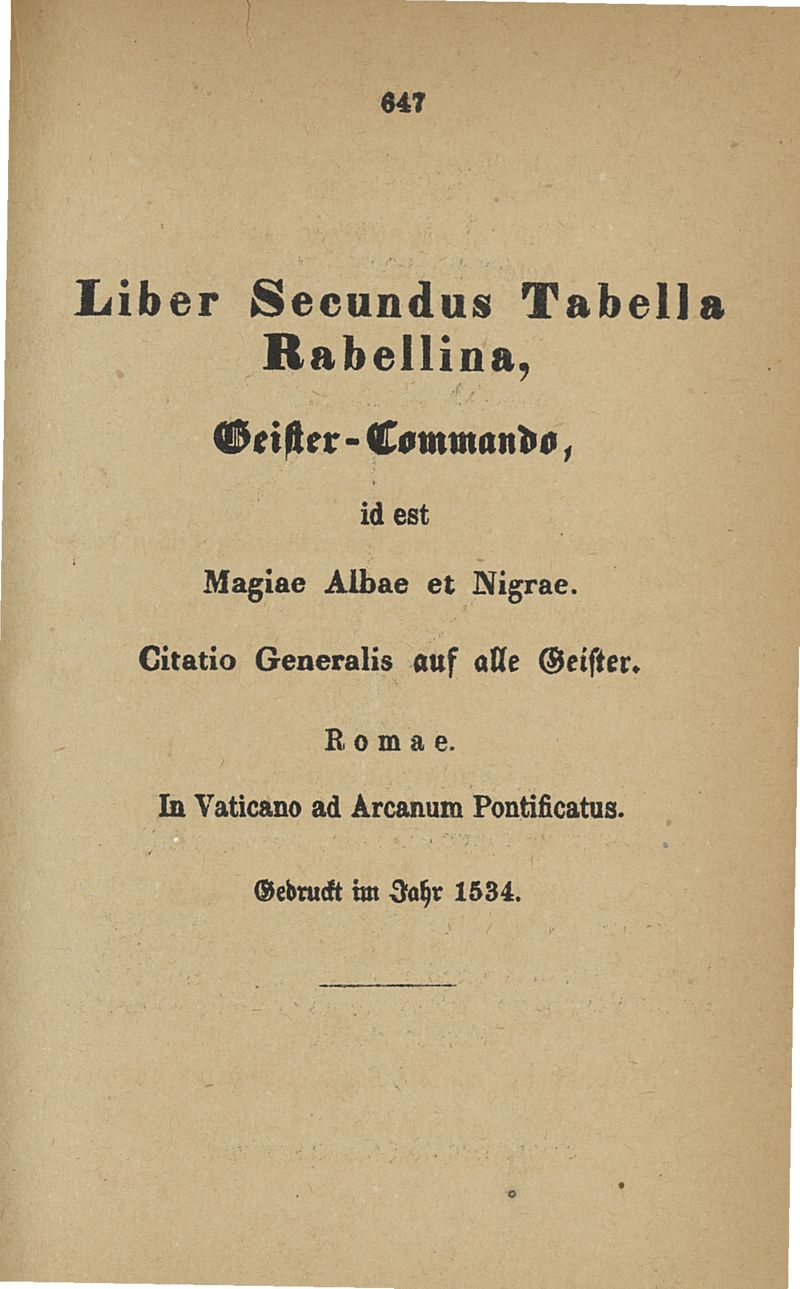 647
Liber Secundus Tabella
Rabellina,
Geister-Commando,
id est
Magiae Albae et Nigrae.
Citatio Generalis auf alle Geister.
Romae.
In Vaticano ad Arcanum Pontificatus.
Gedruckt im Jahr 1534.